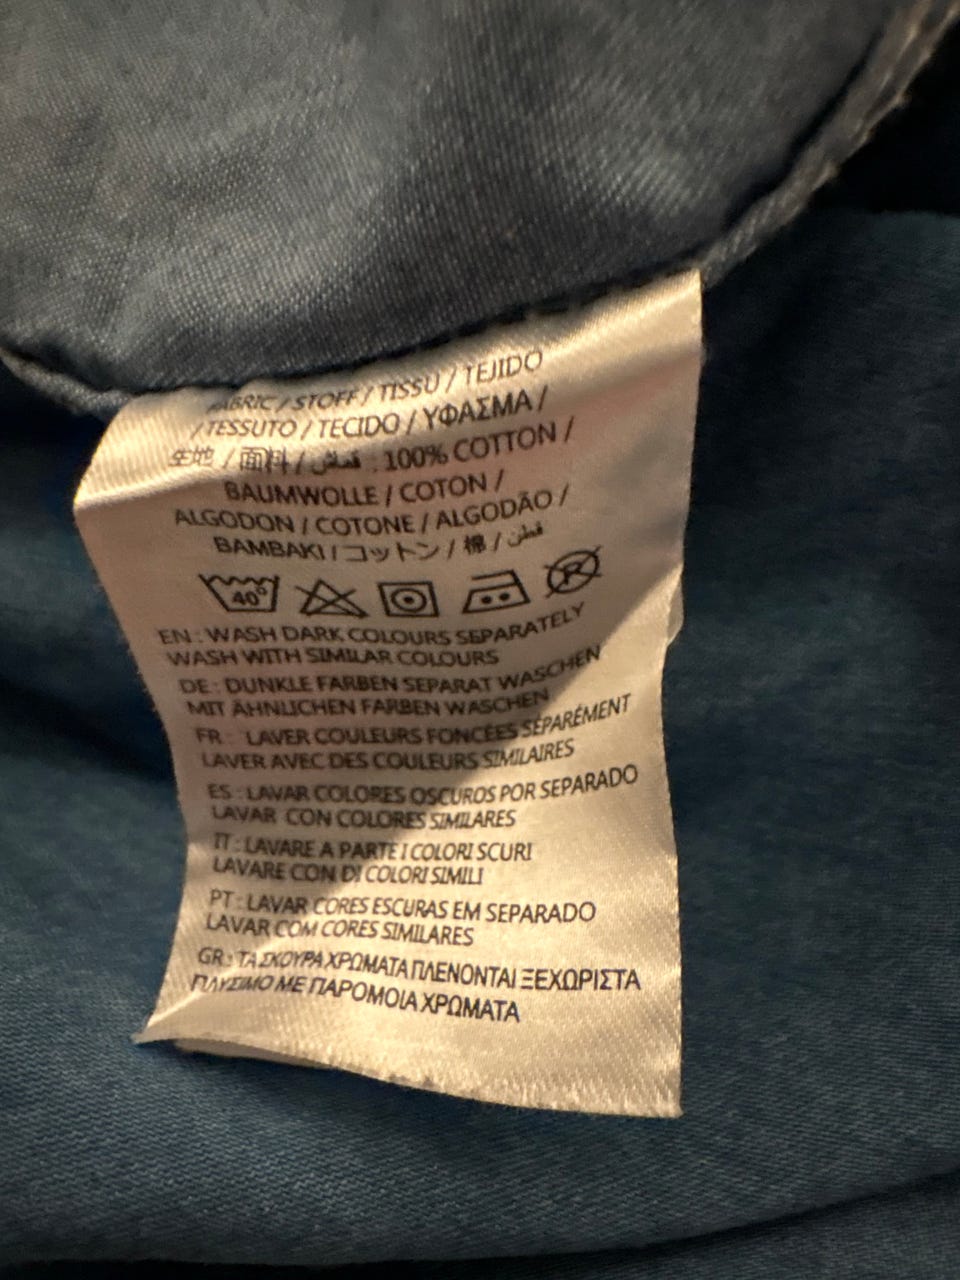 FABRIC / STOFF / TISSU / TEJIDO
/ TESSUTO / TECIDO / ΥΦΑΣΜΑ /
生地 / 面料 / قماش : 100% COTTON /
BAUMWOLLE / COTON /
ALGODON / COTONE / ALGODÃO /
BAMBAKI / コットン / 棉 / قطن
40°
R
EN : WASH DARK COLOURS SEPARATELY
WASH WITH SIMILAR COLOURS
DE : DUNKLE FARBEN SEPARAT WASCHEN
MIT ÄHNLICHEN FARBEN WASCHEN
FR : LAVER COULEURS FONCÉES SÉPARÉMENT
LAVER AVEC DES COULEURS SIMILAIRES
ES : LAVAR COLORES OSCUROS POR SEPARADO
LAVAR CON COLORES SIMILARES
IT : LAVARE A PARTE I COLORI SCURI
LAVARE CON DI COLORI SIMILI
PT : LAVAR CORES ESCURAS EM SEPARADO
LAVAR COM CORES SIMILARES
GR : ΤΑ ΣΚΟΥΡΑ ΧΡΩΜΑΤΑ ΠΛΕΝΟΝΤΑΙ ΞΕΧΩΡΙΣΤΑ
ΠΛΥΣΙΜΟ ΜΕ ΠΑΡΟΜΟΙΑ ΧΡΩΜΑΤΑ